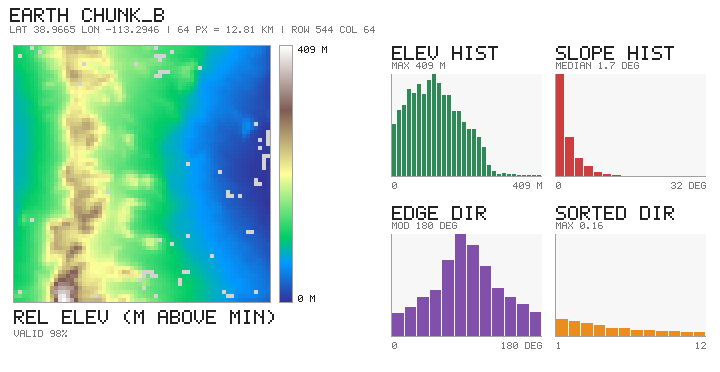 EARTH CHUNK_B
LAT 38.9665 LON -113.2946 | 64 PX = 12.81 KM | ROW 544 COL 64
409 M
0 M
REL ELEV (M ABOVE MIN)
VALID 98%
ELEV HIST
MAX 409 M
0 409 M
SLOPE HIST
MEDIAN 1.7 DEG
0 32 DEG
EDGE DIR
MOD 180 DEG
0 180 DEG
SORTED DIR
MAX 0.16
1 12